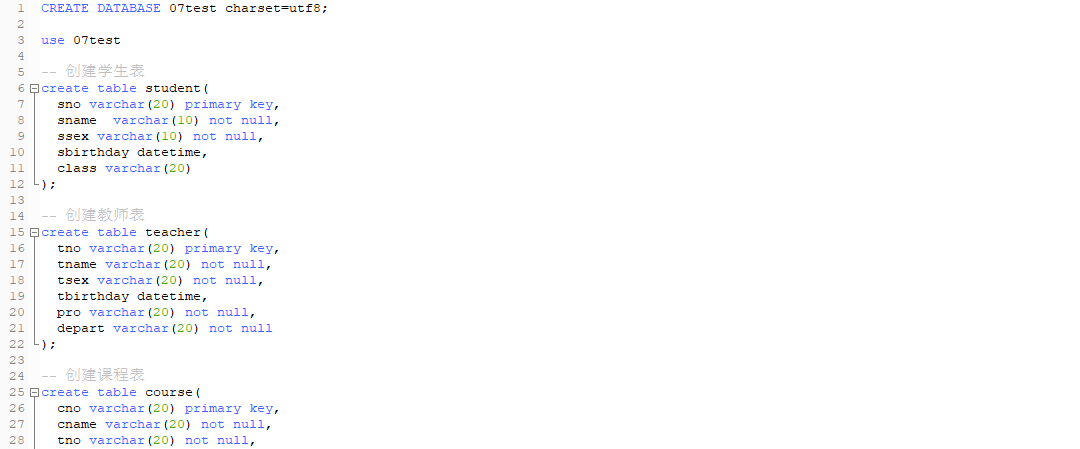 1 CREATE DATABASE 07test charset=utf8;
2
3 use 07test
4
5 -- 创建学生表
6 create table student(
7 sno varchar(20) primary key,
8 sname  varchar(10) not null,
9 ssex varchar(10) not null,
10 sbirthday datetime,
11 class varchar(20)
12 );
13
14 -- 创建教师表
15 create table teacher(
16 tno varchar(20) primary key,
17 tname varchar(20) not null,
18 tsex varchar(20) not null,
19 tbirthday datetime,
20 pro varchar(20) not null,
21 depart varchar(20) not null
22 );
23
24 -- 创建课程表
25 create table course(
26 cno varchar(20) primary key,
27 cname varchar(20) not null,
28 tno varchar(20) not null,